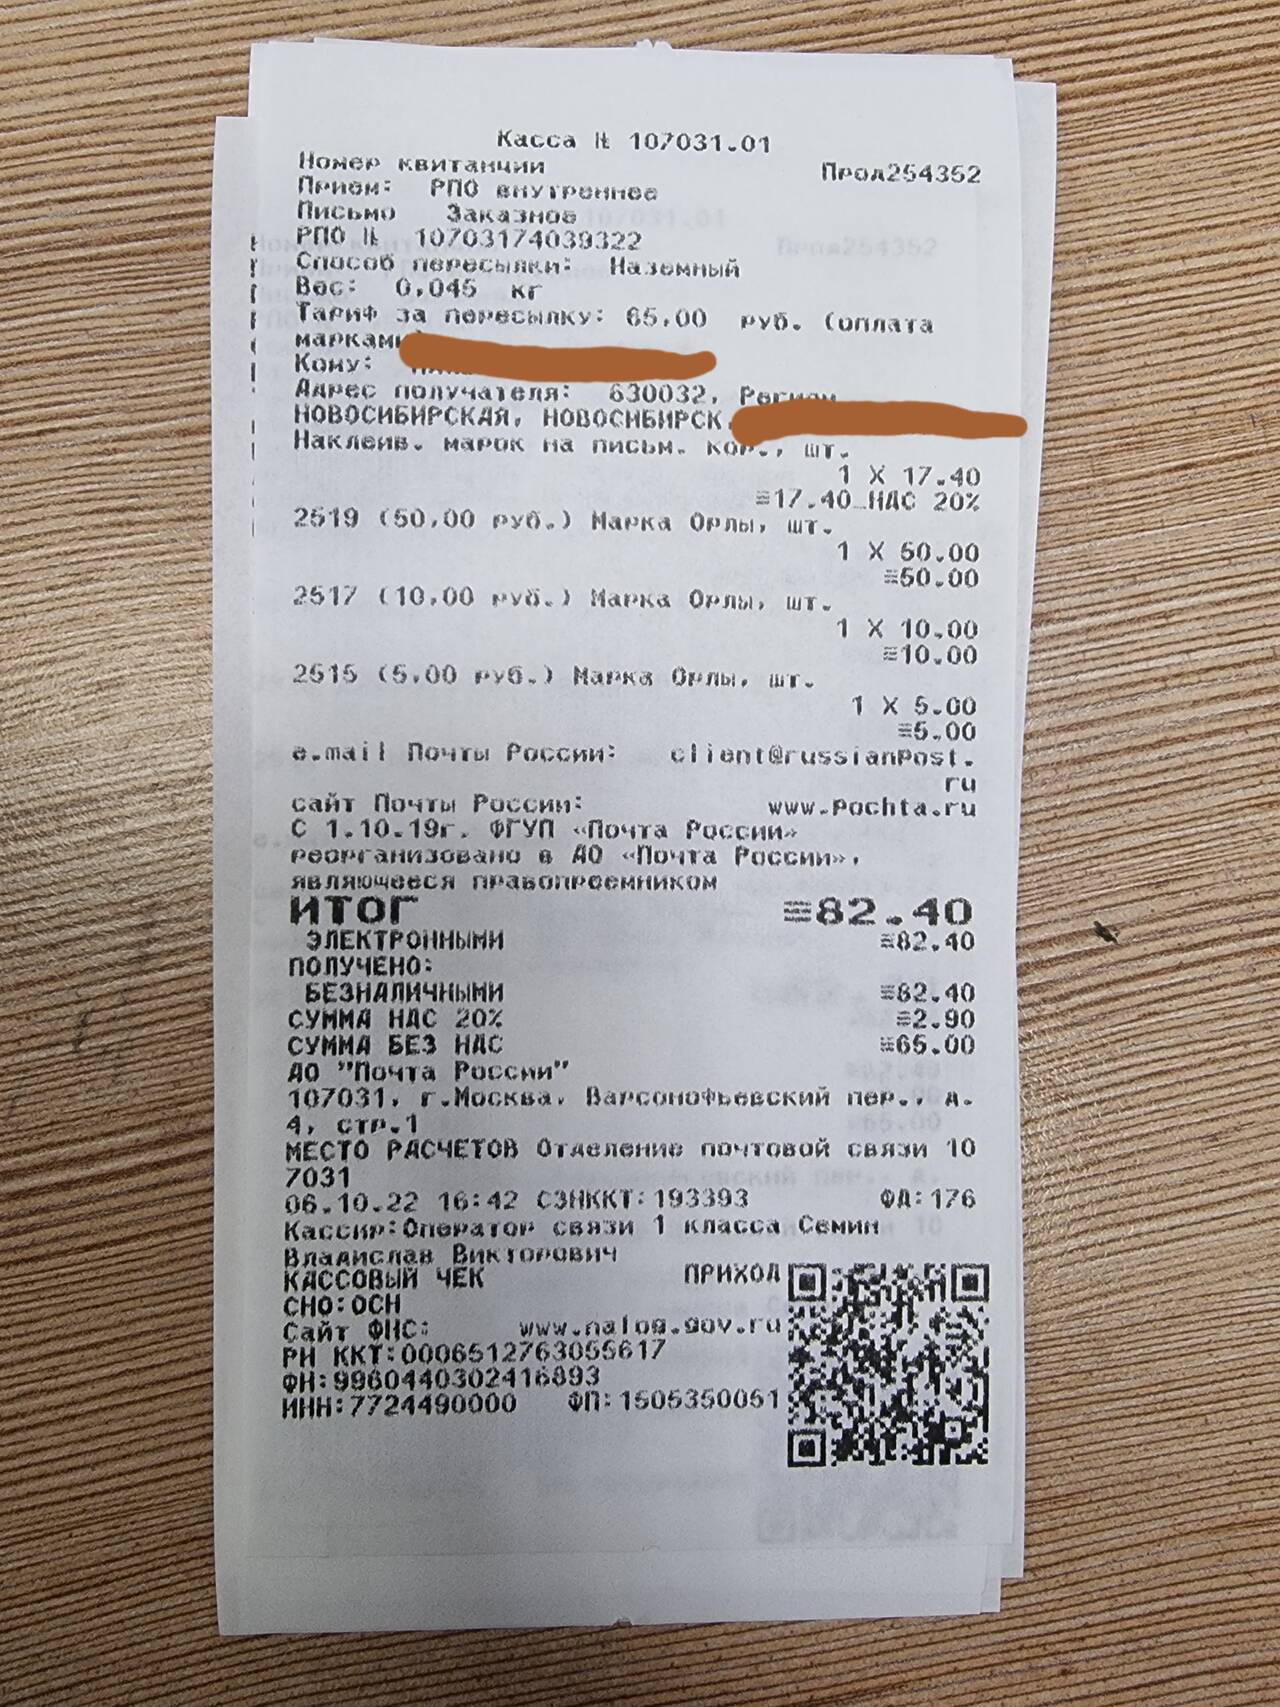 Касса № 107031.01
Номер квитанции Прод254352
Прием: РПО внутреннее
Письмо Заказное
РПО № 10703174039322
Способ пересылки: Наземный
Вес: 0,045 кг
Тариф за пересылку: 65,00 руб. (оплата
марками
Кому:
Адрес получателя: 630032, Регион
НОВОСИБИРСКАЯ, НОВОСИБИРСК,
Наклеив. марок на письм. кор., шт.
1 X 17.40
≡17.40 НДС 20%
2519 (50,00 руб.) Марка Орлы, шт.
1 X 50.00
≡50.00
2517 (10,00 руб.) Марка Орлы, шт.
1 X 10.00
≡10.00
2515 (5,00 руб.) Марка Орлы, шт.
1 X 5.00
≡5.00
e.mail Почты России: client@russianPost.
ru
сайт Почты России: www.Pochta.ru
С 1.10.19г. ФГУП «Почта России»
реорганизовано в АО «Почта России»,
являющееся правопреемником
ИТОГ ≡82.40
ЭЛЕКТРОННЫМИ ≡82.40
ПОЛУЧЕНО:
БЕЗНАЛИЧНЫМИ ≡82.40
СУММА НДС 20% ≡2.90
СУММА БЕЗ НДС ≡65.00
АО "Почта России"
107031, г.Москва, Варсонофьевский пер., д.
4, стр.1
МЕСТО РАСЧЕТОВ Отделение почтовой связи 10
7031
06.10.22 16:42 СЗНККТ:193393 ФД:176
Кассир:Оператор связи 1 класса Семин
Владислав Викторович
КАССОВЫЙ ЧЕК ПРИХОД
СНО:ОСН
Сайт ФНС: www.nalog.gov.ru
РН ККТ:0006512763055617
ФН:9960440302416893
ИНН:7724490000 ФП:1505350051